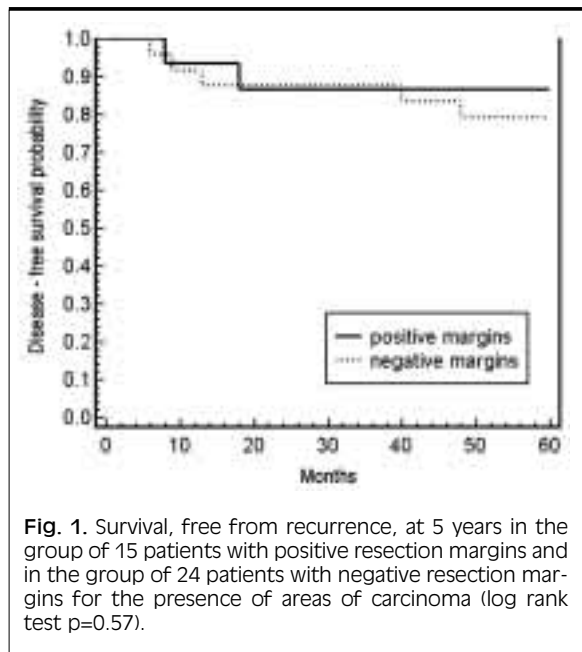 1.0
0.9
0.8
0.7
0.6
0.5
0.4
0.3
0.2
0.1
0.0
Disease - free survival probability
positive margins
negative margins
0 10 20 30 40 50 60
Months
Fig. 1. Survival, free from recurrence, at 5 years in the
group of 15 patients with positive resection margins and
in the group of 24 patients with negative resection mar-
gins for the presence of areas of carcinoma (log rank
test p=0.57).